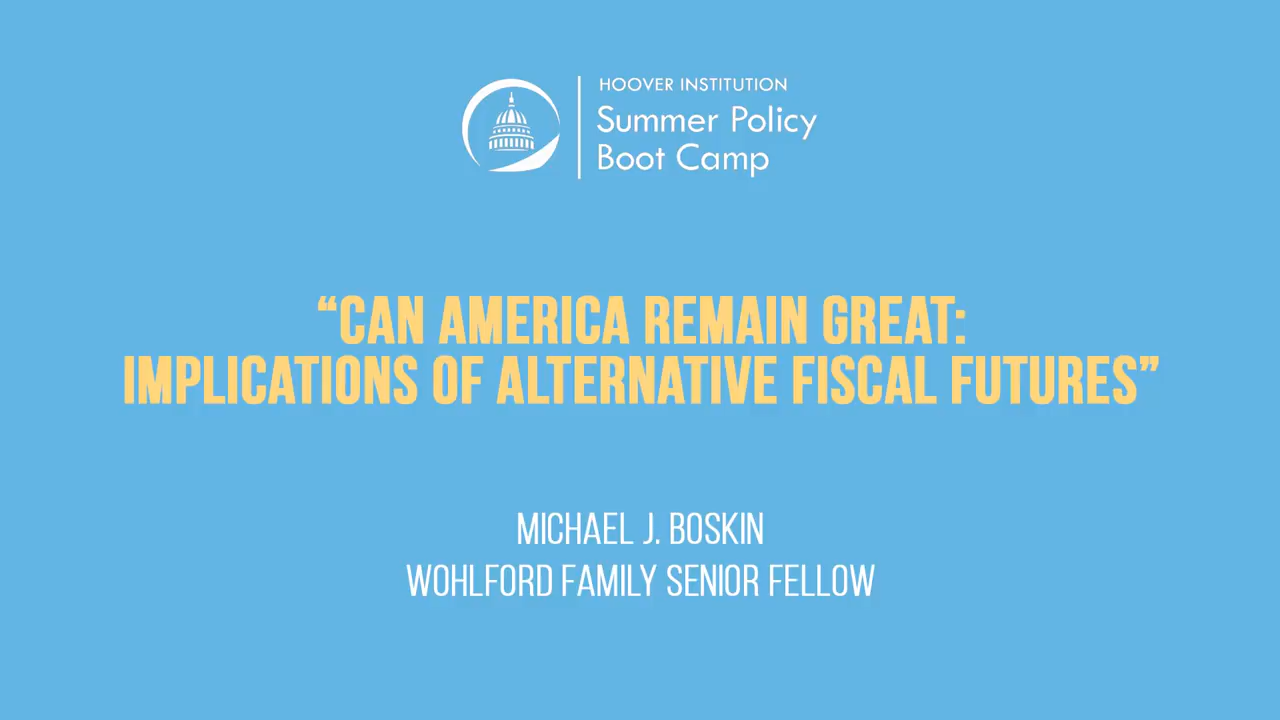 HOOVER INSTITUTION
Summer Policy
Boot Camp
“CAN AMERICA REMAIN GREAT:
IMPLICATIONS OF ALTERNATIVE FISCAL FUTURES”
MICHAEL J. BOSKIN
WOHLFORD FAMILY SENIOR FELLOW